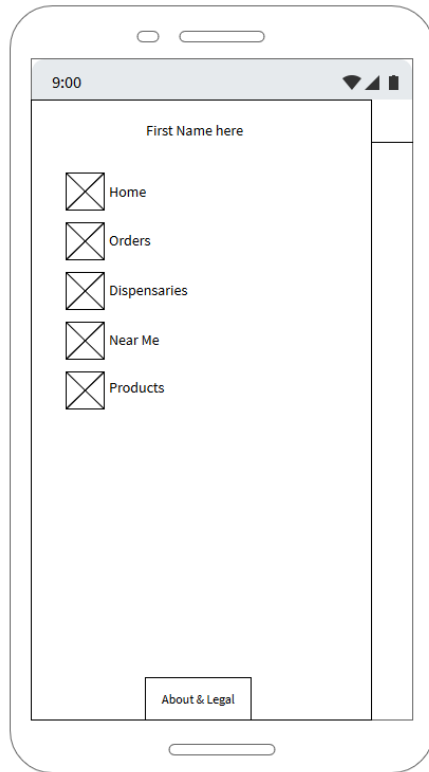 9:00
First Name here
Home
Orders
Dispensaries
Near Me
Products
About & Legal